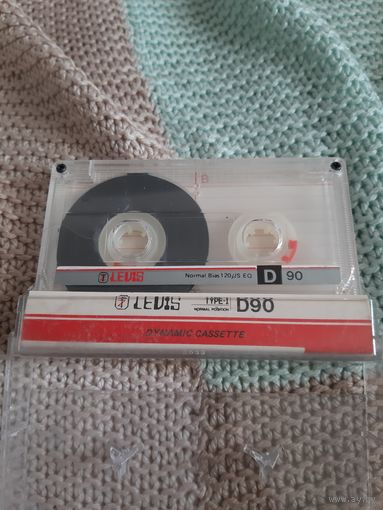 B
LEVIS Normal Bias 120µS EQ D 90
LEVIS TYPE-I NORMAL POSITION D90
DYNAMIC CASSETTE